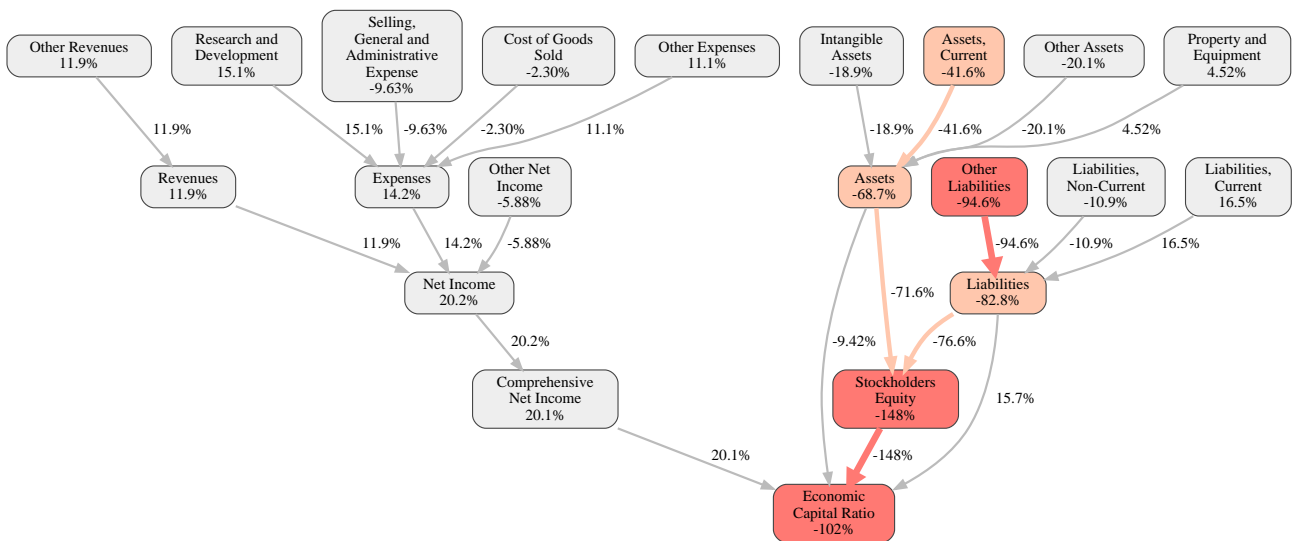 Other Revenues
11.9%
Research and
Development
15.1%
Selling,
General and
Administrative
Expense
-9.63%
Cost of Goods
Sold
-2.30%
Other Expenses
11.1%
Intangible
Assets
-18.9%
Assets,
Current
-41.6%
Other Assets
-20.1%
Property and
Equipment
4.52%
11.9%
15.1%
-9.63%
-2.30%
11.1%
-18.9%
-41.6%
-20.1%
4.52%
Revenues
11.9%
Expenses
14.2%
Other Net
Income
-5.88%
Assets
-68.7%
Other
Liabilities
-94.6%
Liabilities,
Non-Current
-10.9%
Liabilities,
Current
16.5%
11.9%
14.2%
-5.88%
-94.6%
-10.9%
16.5%
Net Income
20.2%
-71.6%
Liabilities
-82.8%
20.2%
-9.42%
-76.6%
Comprehensive
Net Income
20.1%
Stockholders
Equity
-148%
15.7%
20.1%
-148%
Economic
Capital Ratio
-102%